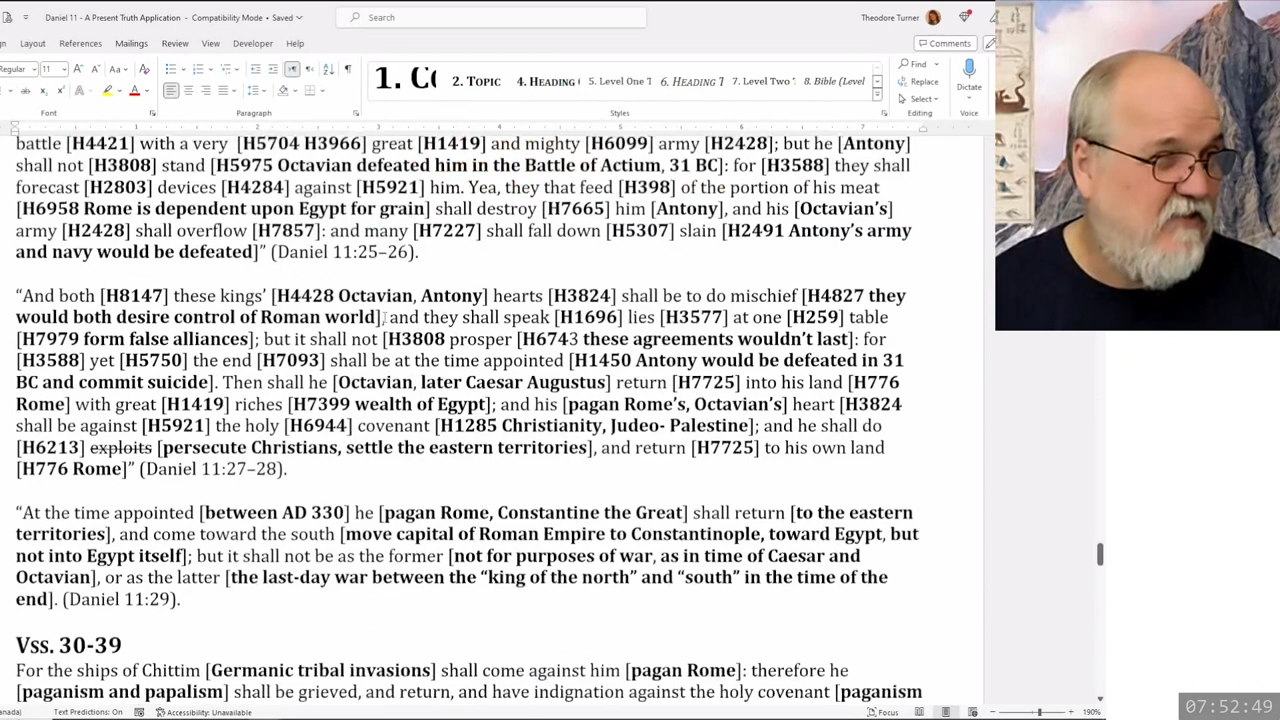 Daniel 11 - A Present Truth Application - Compatibility Mode • Saved
Search
Theodore Turner
Layout References Mailings Review View Developer Help
Comments
Regular 11 Aa
1. Co 2. TOPIC 4. HEADING 5. Level One T 6. HEADING 7. Level Two 8. Bible (Level
Find
Replace
Select
Dictate
Font Paragraph Styles Editing Voice
1 2 3 4 5 6 7
battle [H4421] with a very [H5704 H3966] great [H1419] and mighty [H6099] army [H2428]; but he [Antony]
shall not [H3808] stand [H5975 Octavian defeated him in the Battle of Actium, 31 BC]: for [H3588] they shall
forecast [H2803] devices [H4284] against [H5921] him. Yea, they that feed [H398] of the portion of his meat
[H6958 Rome is dependent upon Egypt for grain] shall destroy [H7665] him [Antony], and his [Octavian's]
army [H2428] shall overflow [H7857]: and many [H7227] shall fall down [H5307] slain [H2491 Antony's army
and navy would be defeated]” (Daniel 11:25–26).
“And both [H8147] these kings’ [H4428 Octavian, Antony] hearts [H3824] shall be to do mischief [H4827 they
would both desire control of Roman world], and they shall speak [H1696] lies [H3577] at one [H259] table
[H7979 form false alliances]; but it shall not [H3808 prosper [H6743 these agreements wouldn’t last]: for
[H3588] yet [H5750] the end [H7093] shall be at the time appointed [H1450 Antony would be defeated in 31
BC and commit suicide]. Then shall he [Octavian, later Caesar Augustus] return [H7725] into his land [H776
Rome] with great [H1419] riches [H7399 wealth of Egypt]; and his [pagan Rome’s, Octavian’s] heart [H3824
shall be against [H5921] the holy [H6944] covenant [H1285 Christianity, Judeo- Palestine]; and he shall do
[H6213] exploits [persecute Christians, settle the eastern territories], and return [H7725] to his own land
[H776 Rome]” (Daniel 11:27–28).
“At the time appointed [between AD 330] he [pagan Rome, Constantine the Great] shall return [to the eastern
territories], and come toward the south [move capital of Roman Empire to Constantinople, toward Egypt, but
not into Egypt itself]; but it shall not be as the former [not for purposes of war, as in time of Caesar and
Octavian], or as the latter [the last-day war between the “king of the north” and “south” in the time of the
end]. (Daniel 11:29).
Vss. 30-39
For the ships of Chittim [Germanic tribal invasions] shall come against him [pagan Rome]: therefore he
[paganism and papalism] shall be grieved, and return, and have indignation against the holy covenant [paganism
anada) Text Predictions: On Accessibility: Unavailable Focus 190%
07:52:49